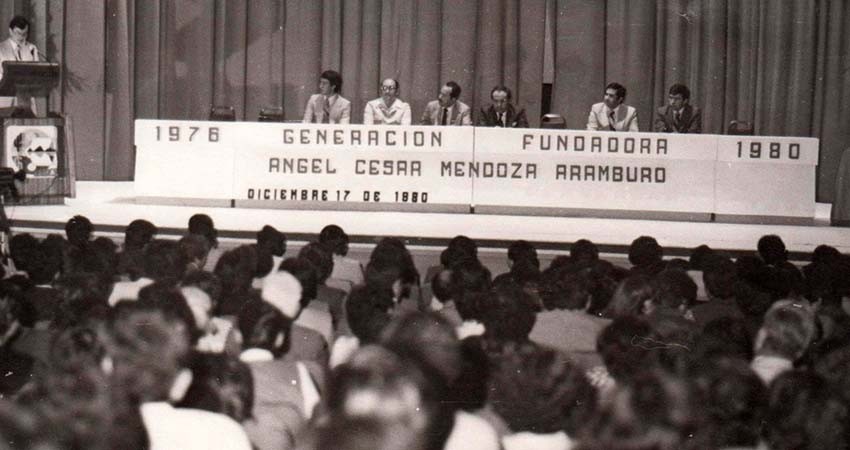 1976 GENERACION FUNDADORA 1980
ANGEL CESAR MENDOZA ARAMBURO
DICIEMBRE 17 DE 1980